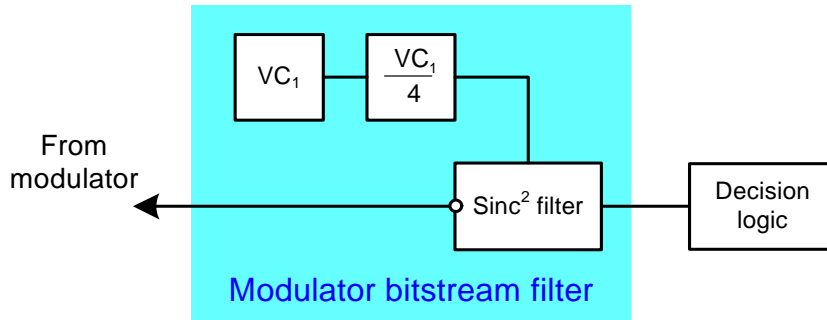 VC₁
VC₁
4
From
modulator
Sinc² filter
Decision
logic
Modulator bitstream filter